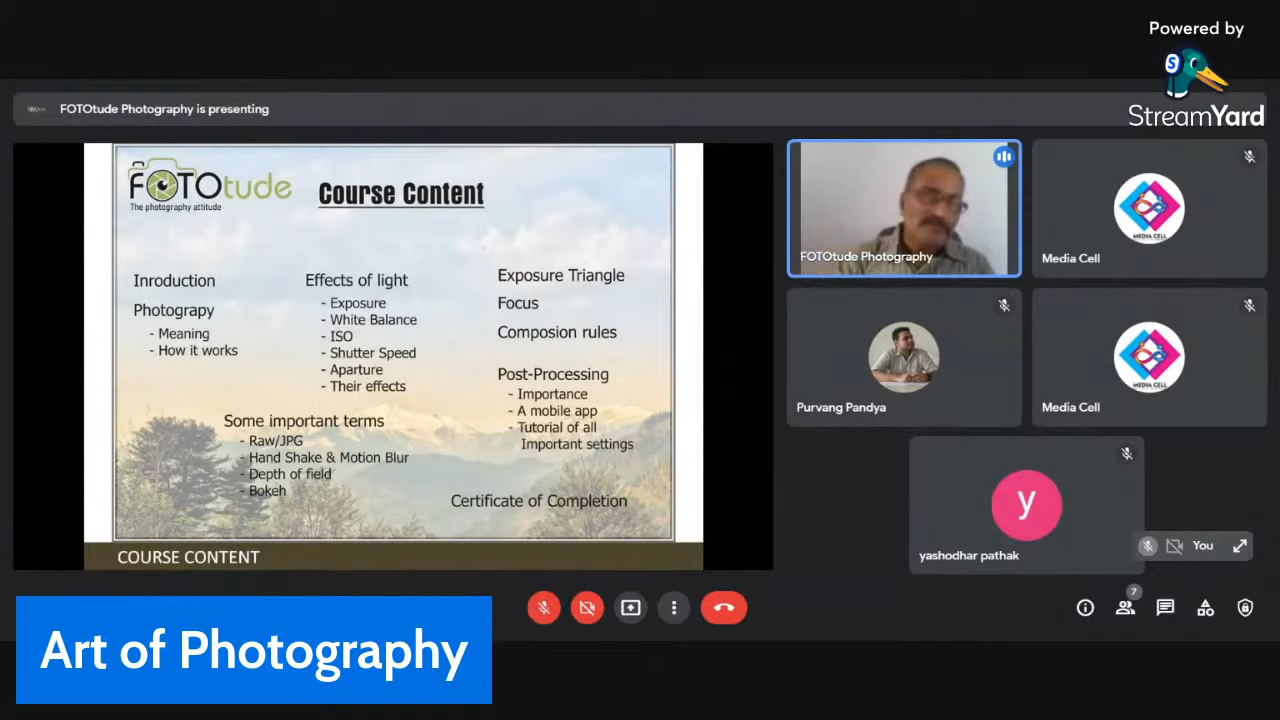 Powered by
S
StreamYard
FOTOtude Photography is presenting
FOTOtude
The photography attitude
Course Content
Inroduction
Photograpy
- Meaning
- How it works
Effects of light
- Exposure
- White Balance
- ISO
- Shutter Speed
- Aparture
- Their effects
Some important terms
- Raw/JPG
- Hand Shake & Motion Blur
- Depth of field
- Bokeh
Exposure Triangle
Focus
Composion rules
Post-Processing
- Importance
- A mobile app
- Tutorial of all
Important settings
Certificate of Completion
COURSE CONTENT
FOTOtude Photography
MEDIA CELL
Media Cell
Purvang Pandya
MEDIA CELL
Media Cell
y
yashodhar pathak
You
7
Art of Photography